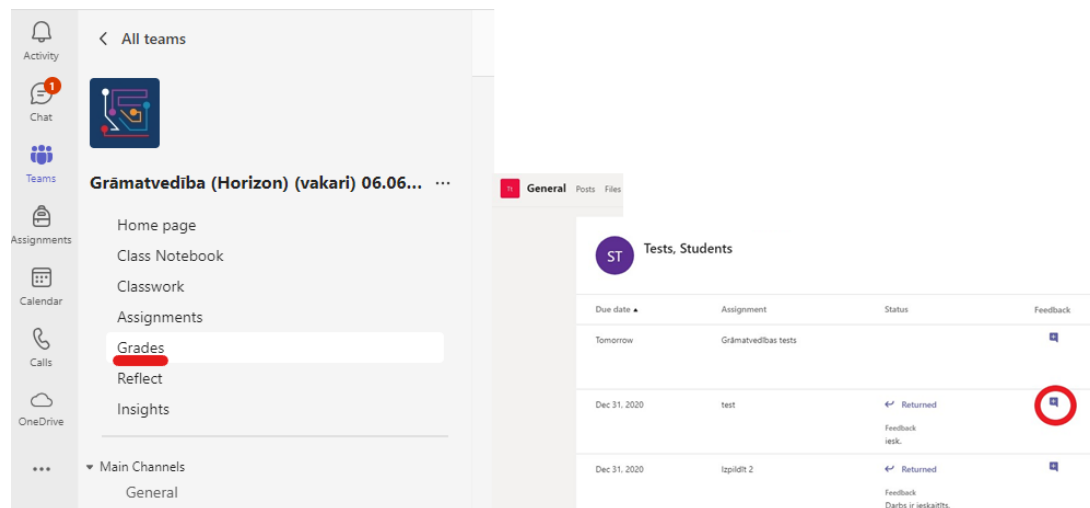 Activity
Chat
1
Teams
Assignments
Calendar
Calls
OneDrive
...
All teams
Grāmatvedība (Horizon) (vakari) 06.06... ...
Home page
Class Notebook
Classwork
Assignments
Grades
Reflect
Insights
Main Channels
General
General Posts Files
ST Tests, Students
Due date Assignment Status Feedback
Tomorrow Grāmatvedības tests
Dec 31, 2020 test Returned
Feedback
iesk.
Dec 31, 2020 Izpildīt 2 Returned
Feedback
Darbs ir ieskaitīts.